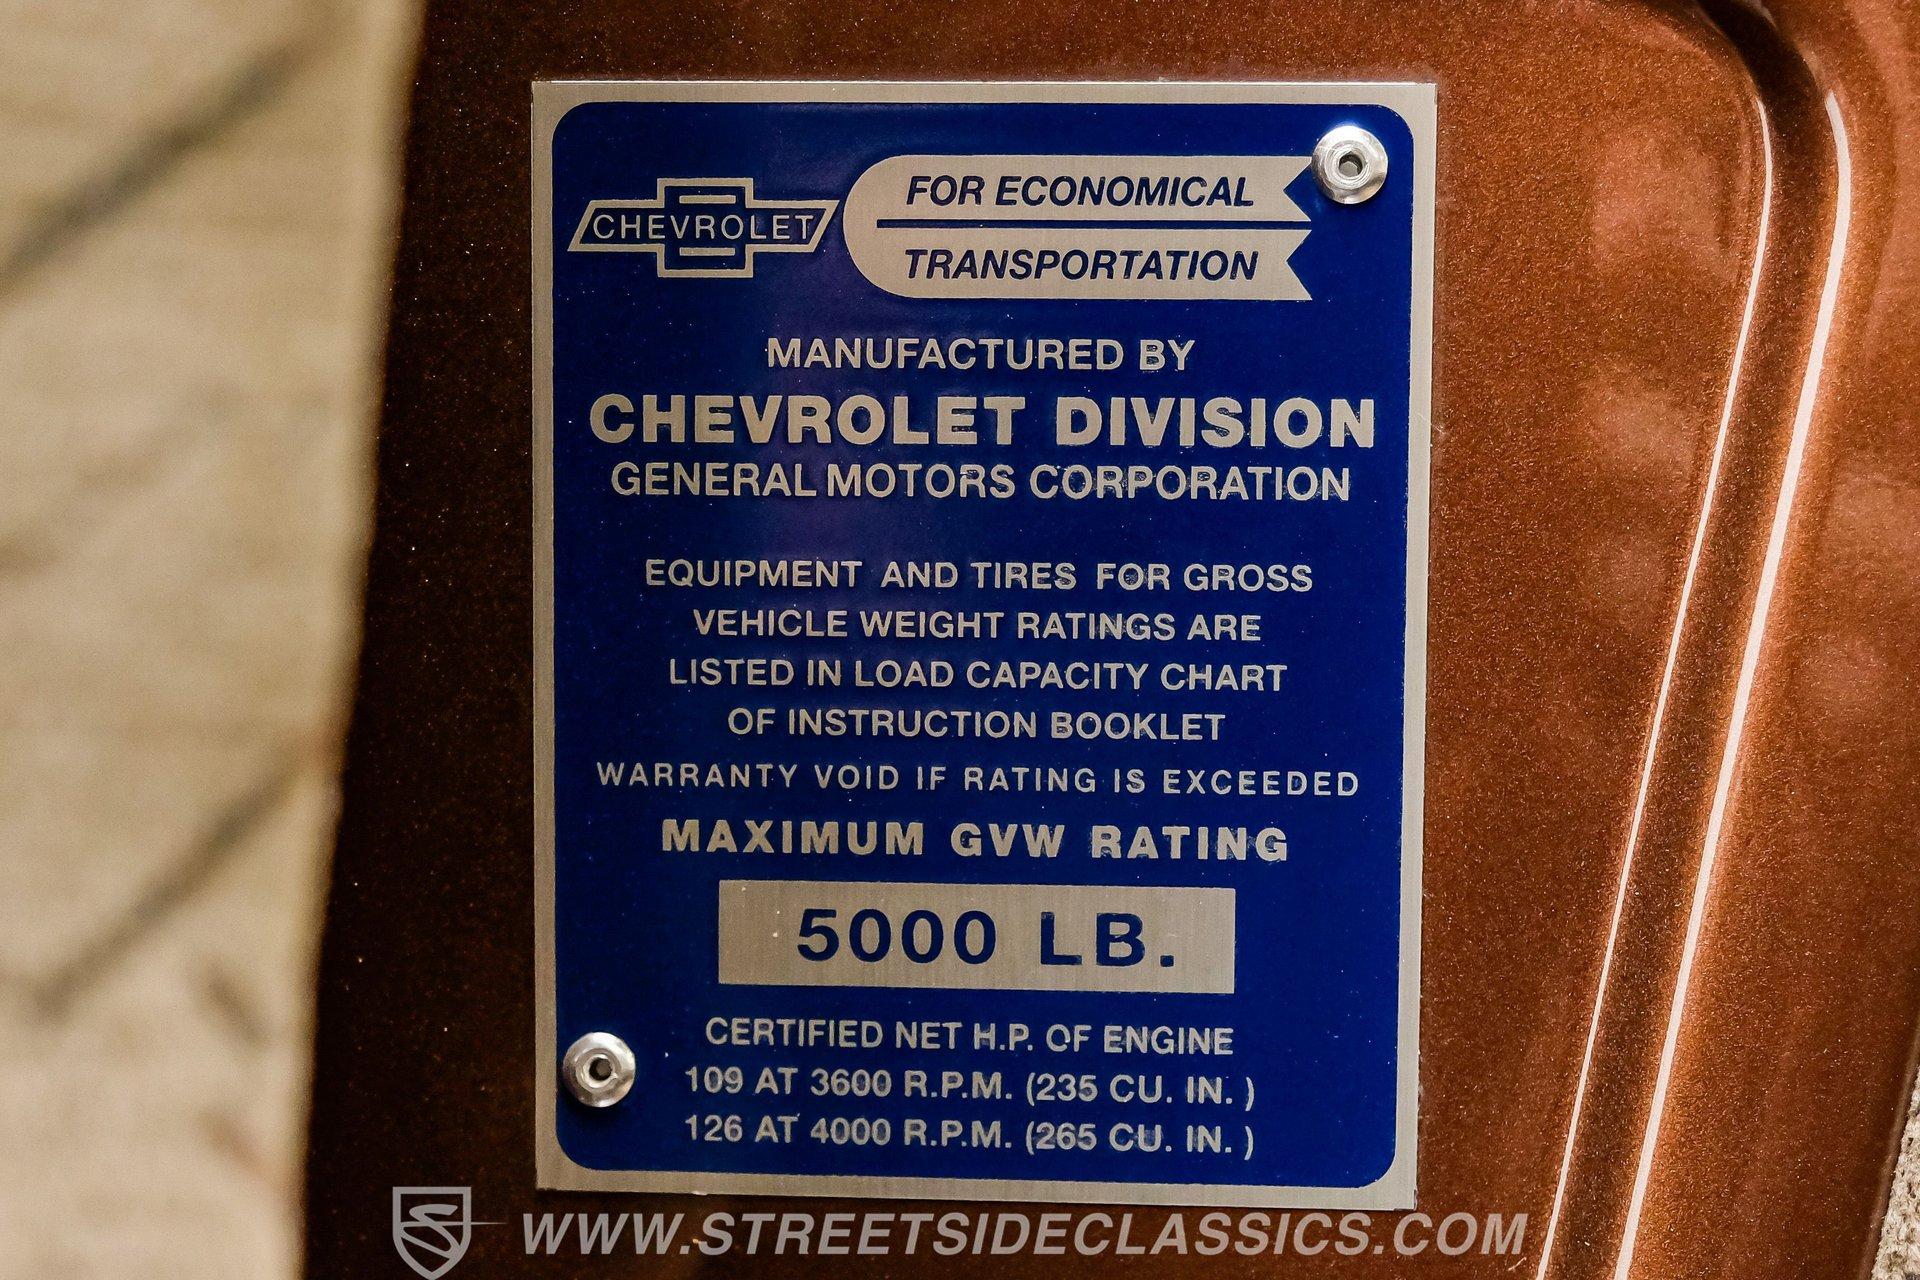 CHEVROLET
FOR ECONOMICAL
TRANSPORTATION
MANUFACTURED BY
CHEVROLET DIVISION
GENERAL MOTORS CORPORATION
EQUIPMENT AND TIRES FOR GROSS
VEHICLE WEIGHT RATINGS ARE
LISTED IN LOAD CAPACITY CHART
OF INSTRUCTION BOOKLET
WARRANTY VOID IF RATING IS EXCEEDED
MAXIMUM GVW RATING
5000 LB.
CERTIFIED NET H.P. OF ENGINE
109 AT 3600 R.P.M. (235 CU. IN. )
126 AT 4000 R.P.M. (265 CU. IN. )
WWW.STREETSIDECLASSICS.COM